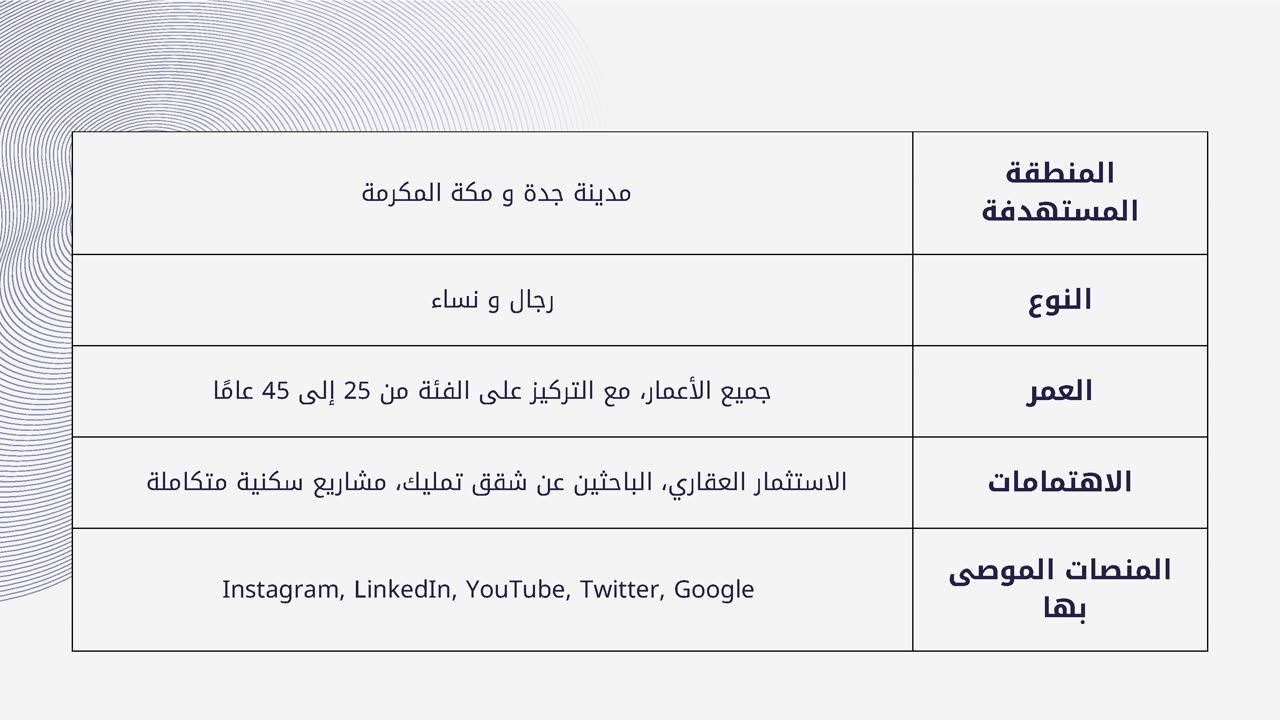 المنطقة
المستهدفة
مدينة جدة و مكة المكرمة
النوع
رجال و نساء
العمر
جميع الأعمار، مع التركيز على الفئة من 25 إلى 45 عامًا
الاهتمامات
الاستثمار العقاري، الباحثين عن شقق تمليك، مشاريع سكنية متكاملة
المنصات الموصى
بها
Instagram, LinkedIn, YouTube, Twitter, Google